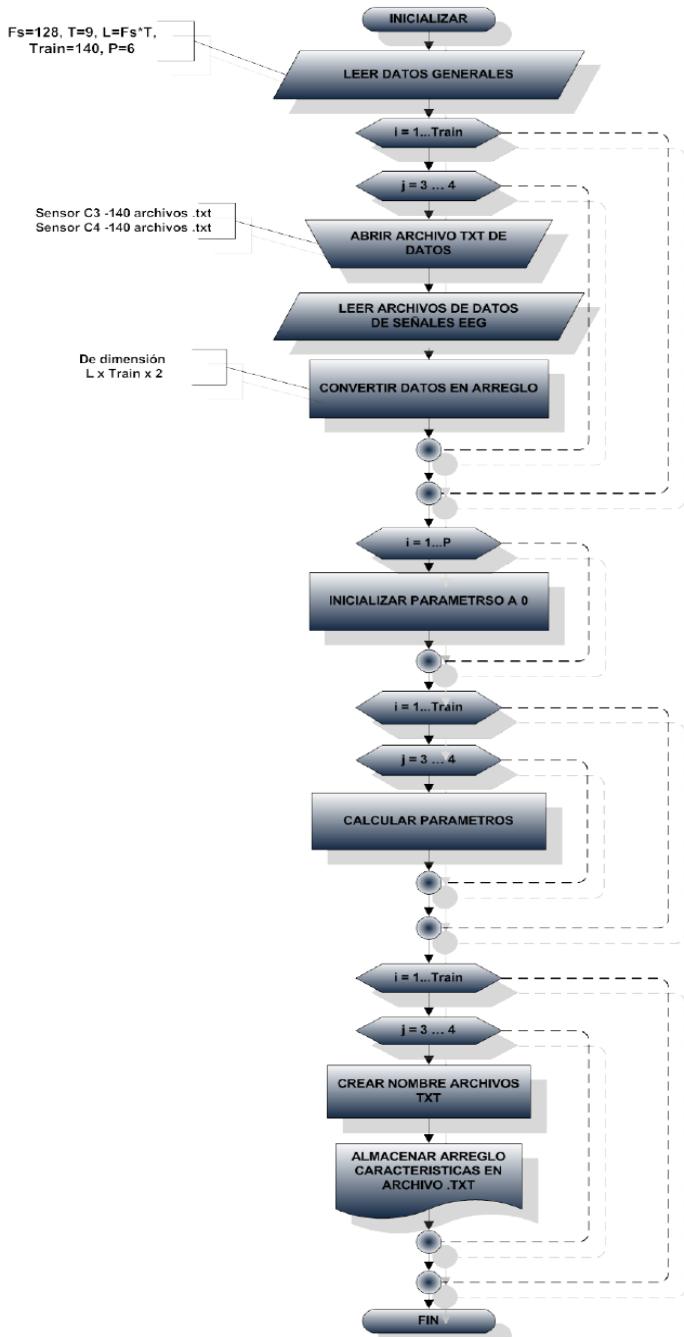 INICIALIZAR
Fs=128, T=9, L=Fs*T,
Train=140, P=6
LEER DATOS GENERALES
i = 1...Train
j = 3 ... 4
Sensor C3 -140 archivos .txt
Sensor C4 -140 archivos .txt
ABRIR ARCHIVO TXT DE
DATOS
LEER ARCHIVOS DE DATOS
DE SEÑALES EEG
De dimensión
L x Train x 2
CONVERTIR DATOS EN ARREGLO
i = 1...P
INICIALIZAR PARAMETRSO A 0
i = 1...Train
j = 3 ... 4
CALCULAR PARAMETROS
i = 1...Train
j = 3 ... 4
CREAR NOMBRE ARCHIVOS
TXT
ALMACENAR ARREGLO
CARACTERISTICAS EN
ARCHIVO .TXT
FIN